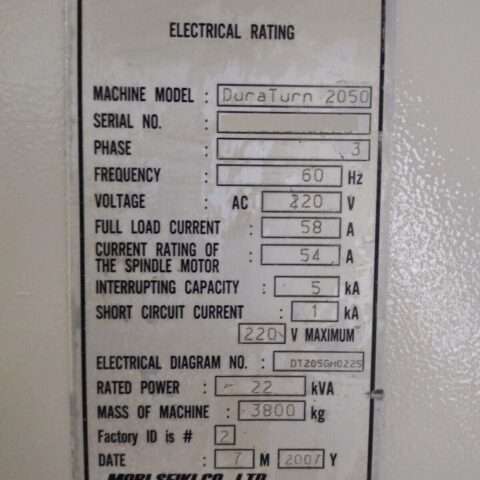 ELECTRICAL RATING
MACHINE MODEL : DuraTurn 2050
SERIAL NO. :
PHASE : 3
FREQUENCY : 60 Hz
VOLTAGE : AC 220 V
FULL LOAD CURRENT : 58 A
CURRENT RATING OF
THE SPINDLE MOTOR : 54 A
INTERRUPTING CAPACITY : 5 kA
SHORT CIRCUIT CURRENT : 1 kA
220 V MAXIMUM
ELECTRICAL DIAGRAM NO. : DT205GM0225
RATED POWER : 22 kVA
MASS OF MACHINE : 3800 kg
Factory ID is # 2
DATE : 7 M 2007 Y
MORI SEIKI CO., LTD.